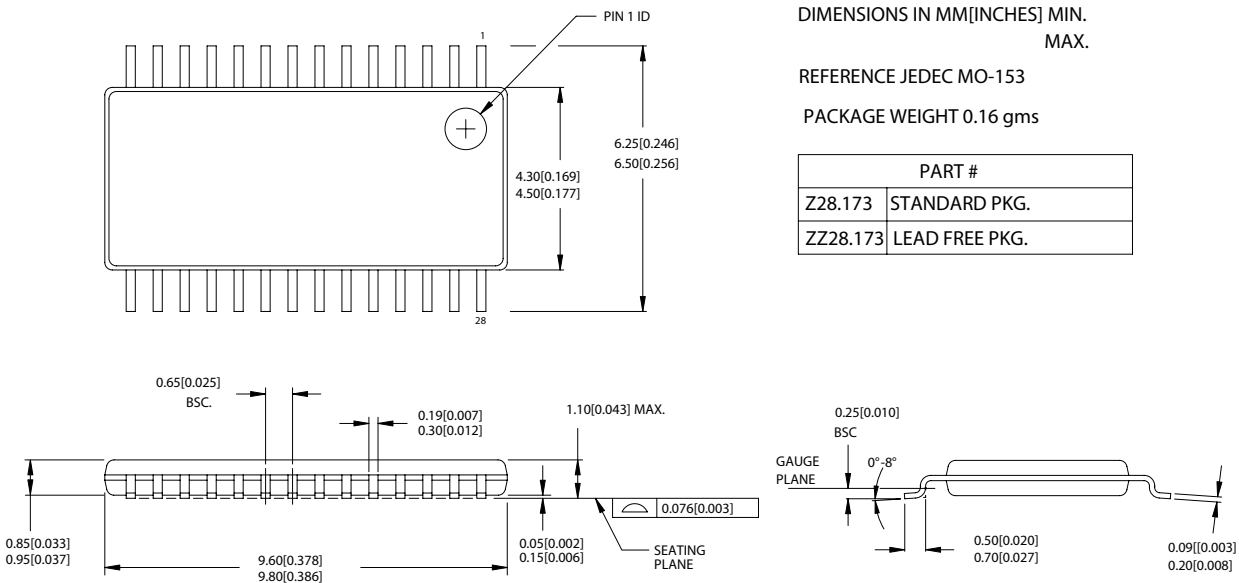 PIN 1 ID
1
6.25[0.246]
6.50[0.256]
4.30[0.169]
4.50[0.177]
28
DIMENSIONS IN MM[INCHES] MIN.
MAX.
REFERENCE JEDEC MO-153
PACKAGE WEIGHT 0.16 gms
PART #
Z28.173 STANDARD PKG.
ZZ28.173 LEAD FREE PKG.
0.65[0.025]
BSC.
0.19[0.007]
0.30[0.012]
1.10[0.043] MAX.
0.076[0.003]
0.85[0.033]
0.95[0.037]
9.60[0.378]
9.80[0.386]
0.05[0.002]
0.15[0.006]
SEATING
PLANE
0.25[0.010]
BSC
GAUGE
PLANE
0°-8°
0.50[0.020]
0.70[0.027]
0.09[[0.003]
0.20[0.008]